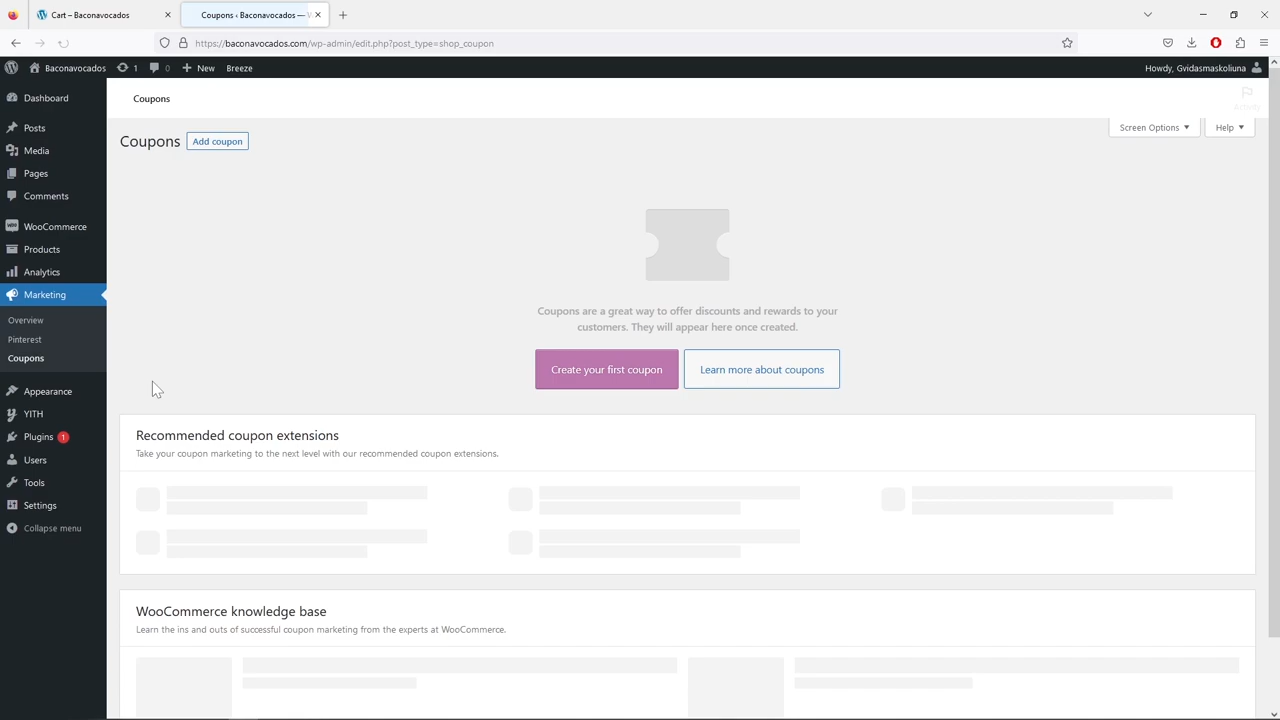 Cart – Baconavocados
Coupons ‹ Baconavocados —
https://baconavocados.com/wp-admin/edit.php?post_type=shop_coupon
Baconavocados
1
0
New
Breeze
Howdy, Gvidasmaskoliuna
Dashboard
Posts
Media
Pages
Comments
WooCommerce
Products
Analytics
Marketing
Overview
Pinterest
Coupons
Appearance
YITH
Plugins 1
Users
Tools
Settings
Collapse menu
Coupons
Activity
Screen Options
Help
Coupons
Add coupon
Coupons are a great way to offer discounts and rewards to your
customers. They will appear here once created.
Create your first coupon
Learn more about coupons
Recommended coupon extensions
Take your coupon marketing to the next level with our recommended coupon extensions.
WooCommerce knowledge base
Learn the ins and outs of successful coupon marketing from the experts at WooCommerce.